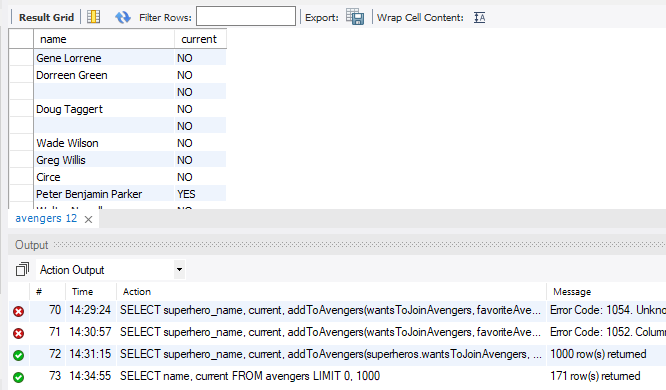 Result Grid Filter Rows: Export: Wrap Cell Content:
name current
Gene Lorrene NO
Dorreen Green NO
NO
Doug Taggert NO
NO
Wade Wilson NO
Greg Willis NO
Circe NO
Peter Benjamin Parker YES
avengers 12
Output
Action Output
# Time Action Message
70 14:29:24 SELECT superhero_name, current, addToAvengers(wantsToJoinAvengers, favoriteAve... Error Code: 1054. Unkno
71 14:30:57 SELECT superhero_name, current, addToAvengers(wantsToJoinAvengers, favoriteAve... Error Code: 1052. Colum
72 14:31:15 SELECT superhero_name, current, addToAvengers(superheros.wantsToJoinAvengers, ... 1000 row(s) returned
73 14:34:55 SELECT name, current FROM avengers LIMIT 0, 1000 171 row(s) returned